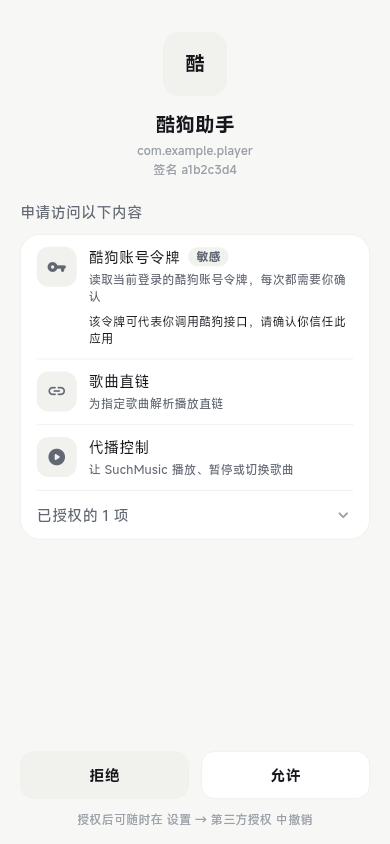 酷
酷狗助手
com.example.player
签名 a1b2c3d4
申请访问以下内容
酷狗账号令牌 敏感
读取当前登录的酷狗账号令牌，每次都需要你确
认
该令牌可代表你调用酷狗接口，请确认你信任此
应用
歌曲直链
为指定歌曲解析播放直链
代播控制
让 SuchMusic 播放、暂停或切换歌曲
已授权的 1 项
拒绝
允许
授权后可随时在 设置 → 第三方授权 中撤销